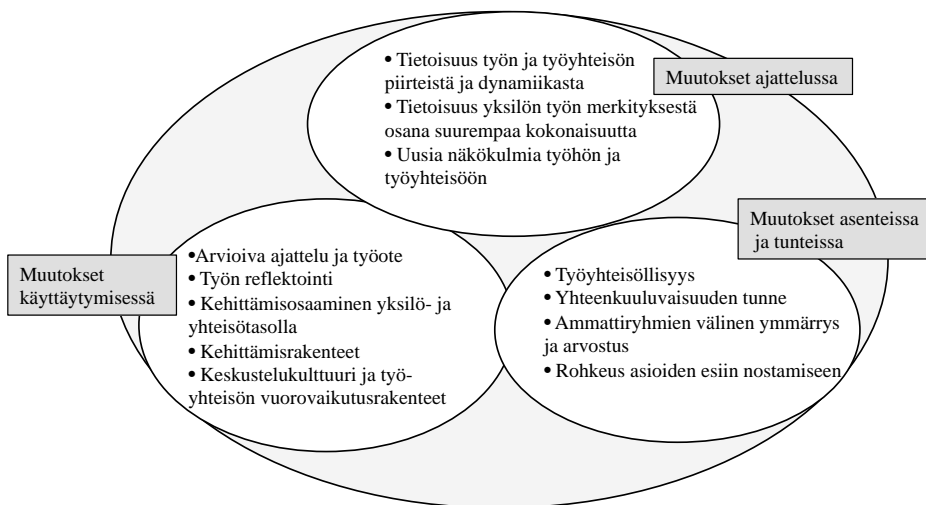 • Tietoisuus työn ja työyhteisön
piirteistä ja dynamiikasta
• Tietoisuus yksilön työn merkityksestä
osana suurempaa kokonaisuutta
• Uusia näkökulmia työhön ja
työyhteisöön
Muutokset ajattelussa
Muutokset
käyttäytymisessä
•Arvioiva ajattelu ja työote
• Työn reflektointi
• Kehittämisosaaminen yksilö- ja
yhteisötasolla
• Kehittämisrakenteet
• Keskustelukulttuuri ja työ-
yhteisön vuorovaikutusrakenteet
Muutokset asenteissa
ja tunteissa
• Työyhteisöllisyys
• Yhteenkuuluvaisuuden tunne
• Ammattiryhmien välinen ymmärrys
ja arvostus
• Rohkeus asioiden esiin nostamiseen